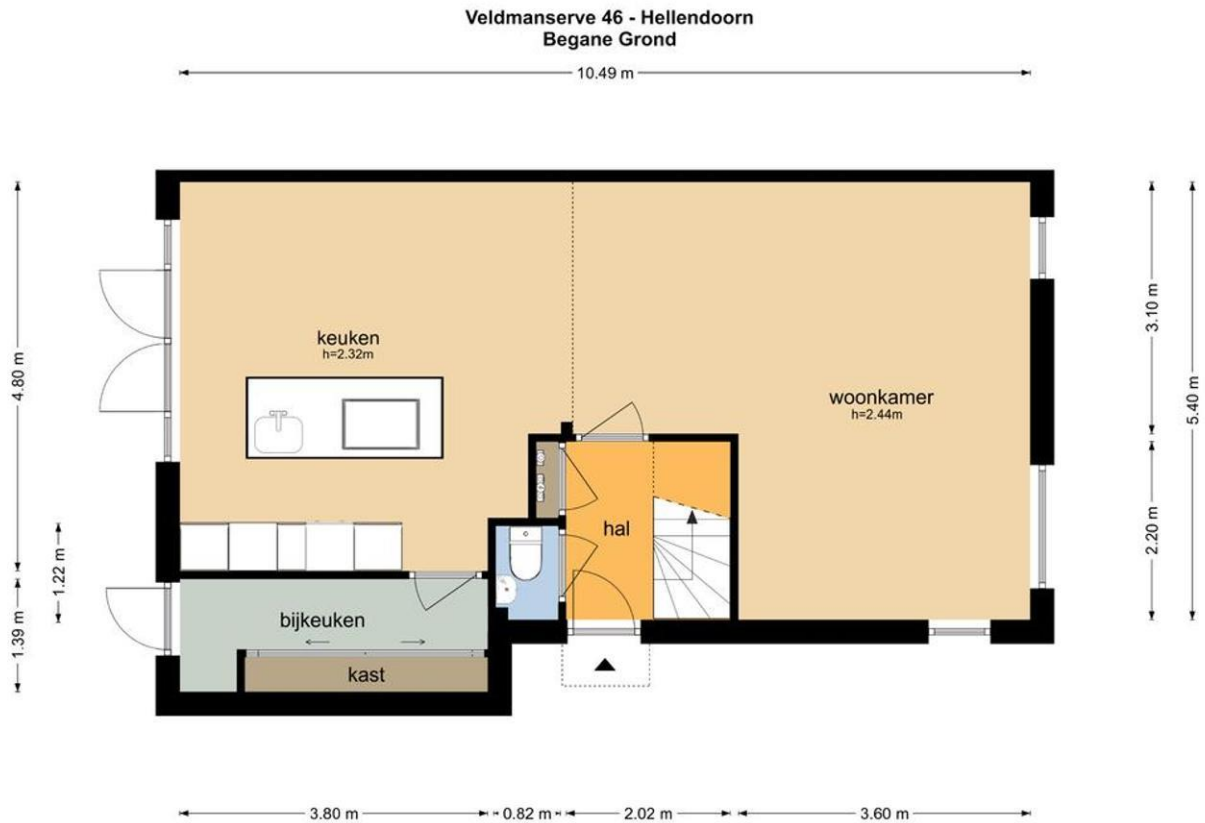 Veldmanserve 46 - Hellendoorn
Begane Grond
10.49 m
4.80 m
1.22 m
1.39 m
3.10 m
5.40 m
2.20 m
keuken
h=2.32m
woonkamer
h=2.44m
hal
bijkeuken
kast
3.80 m
0.82 m
2.02 m
3.60 m